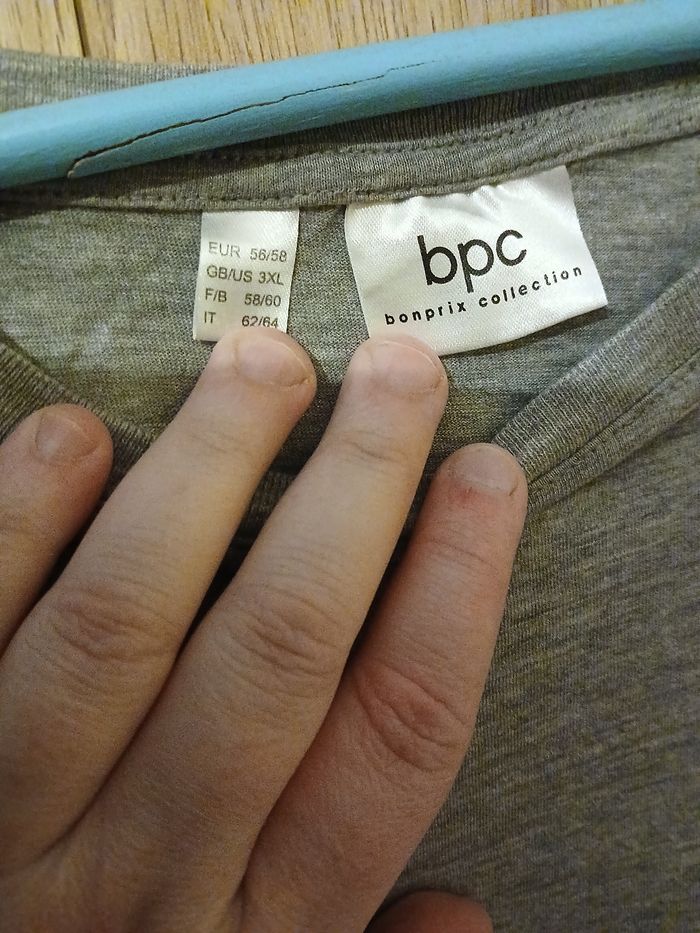 EUR 56/58
GB/US 3XL
F/B 58/60
IT 62/64
bpc
bonprix collection